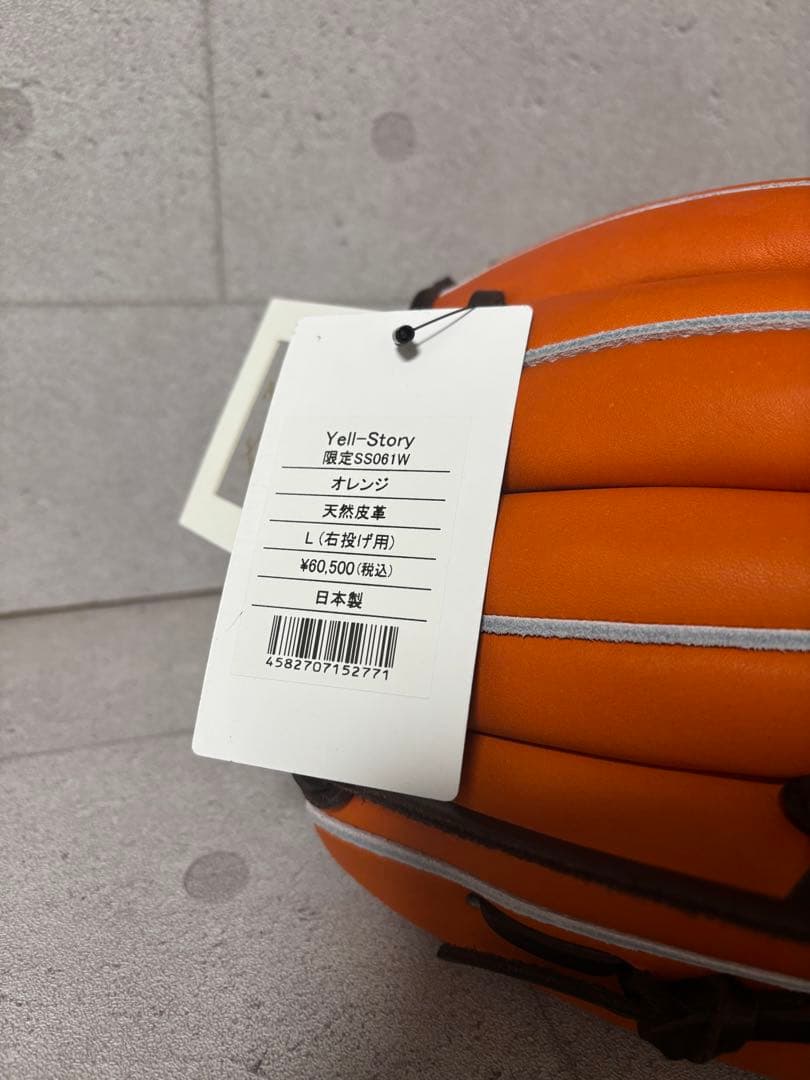 Yell-Story
限定SS061W
オレンジ
天然皮革
L(右投げ用)
¥60,500(税込)
日本製
4582707152771